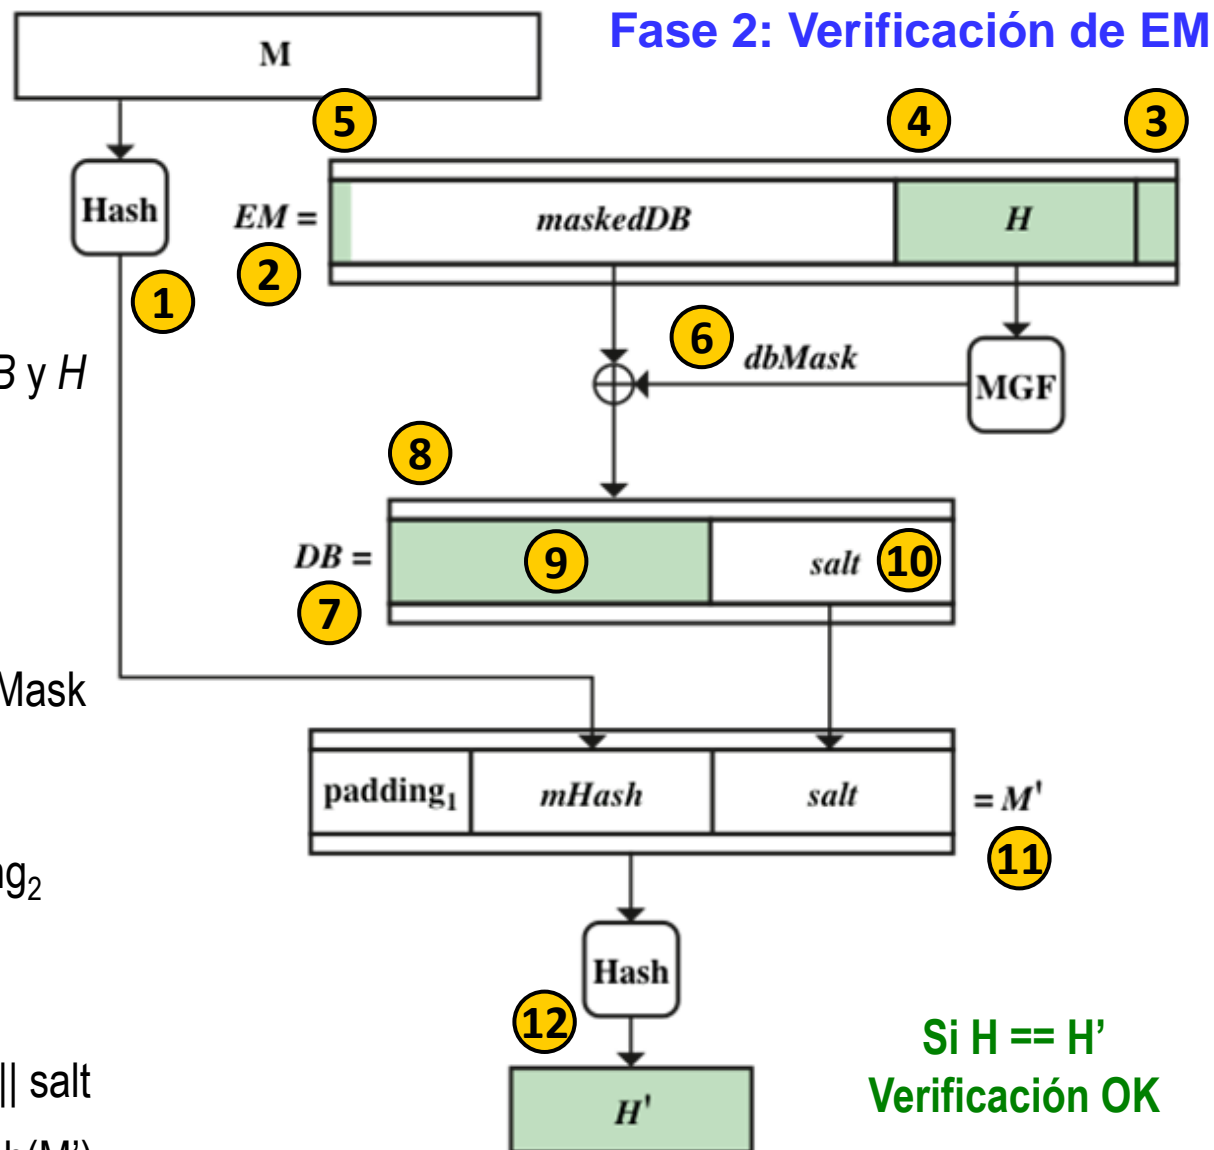 Fase 2: Verificación de EM
M
5
4
3
Hash
EM =
maskedDB
H
2
1
6
dbMask
B y H
MGF
8
DB =
9
salt
10
7
Mask
padding₁
mHash
salt
= M'
11
ng₂
Hash
12
Si H == H’
Verificación OK
|| salt
H'
(M’)